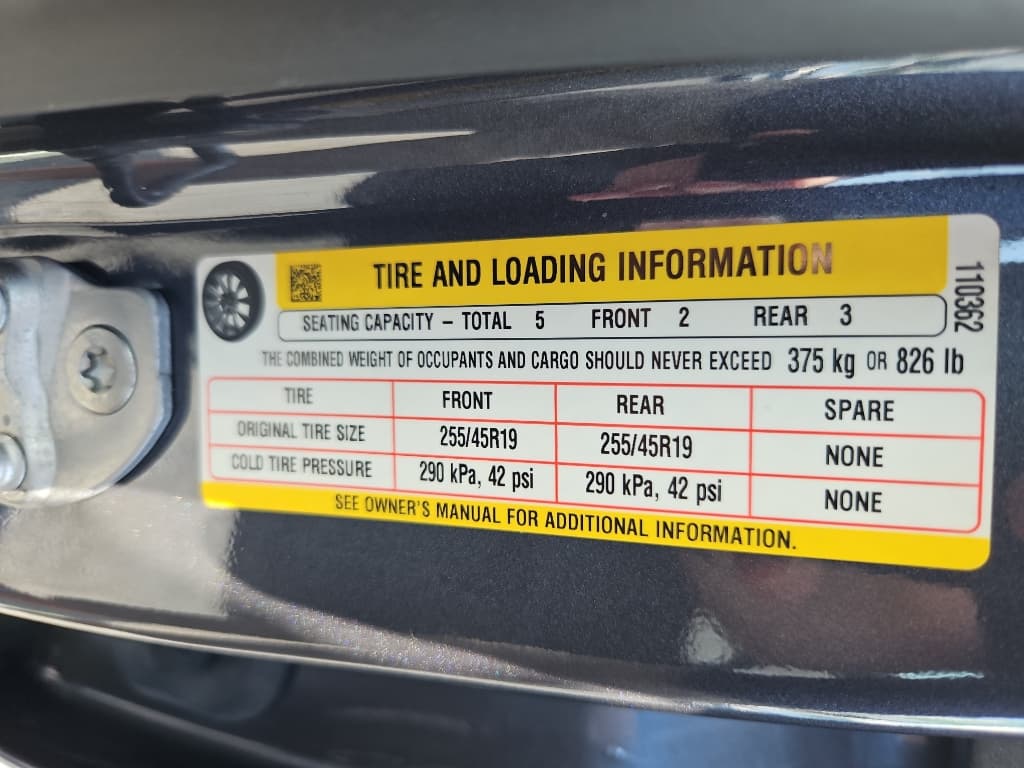 TIRE AND LOADING INFORMATION
SEATING CAPACITY – TOTAL 5 FRONT 2 REAR 3
110362
THE COMBINED WEIGHT OF OCCUPANTS AND CARGO SHOULD NEVER EXCEED 375 kg OR 826 lb
TIRE FRONT REAR SPARE
ORIGINAL TIRE SIZE 255/45R19 255/45R19 NONE
COLD TIRE PRESSURE 290 kPa, 42 psi 290 kPa, 42 psi NONE
SEE OWNER'S MANUAL FOR ADDITIONAL INFORMATION.